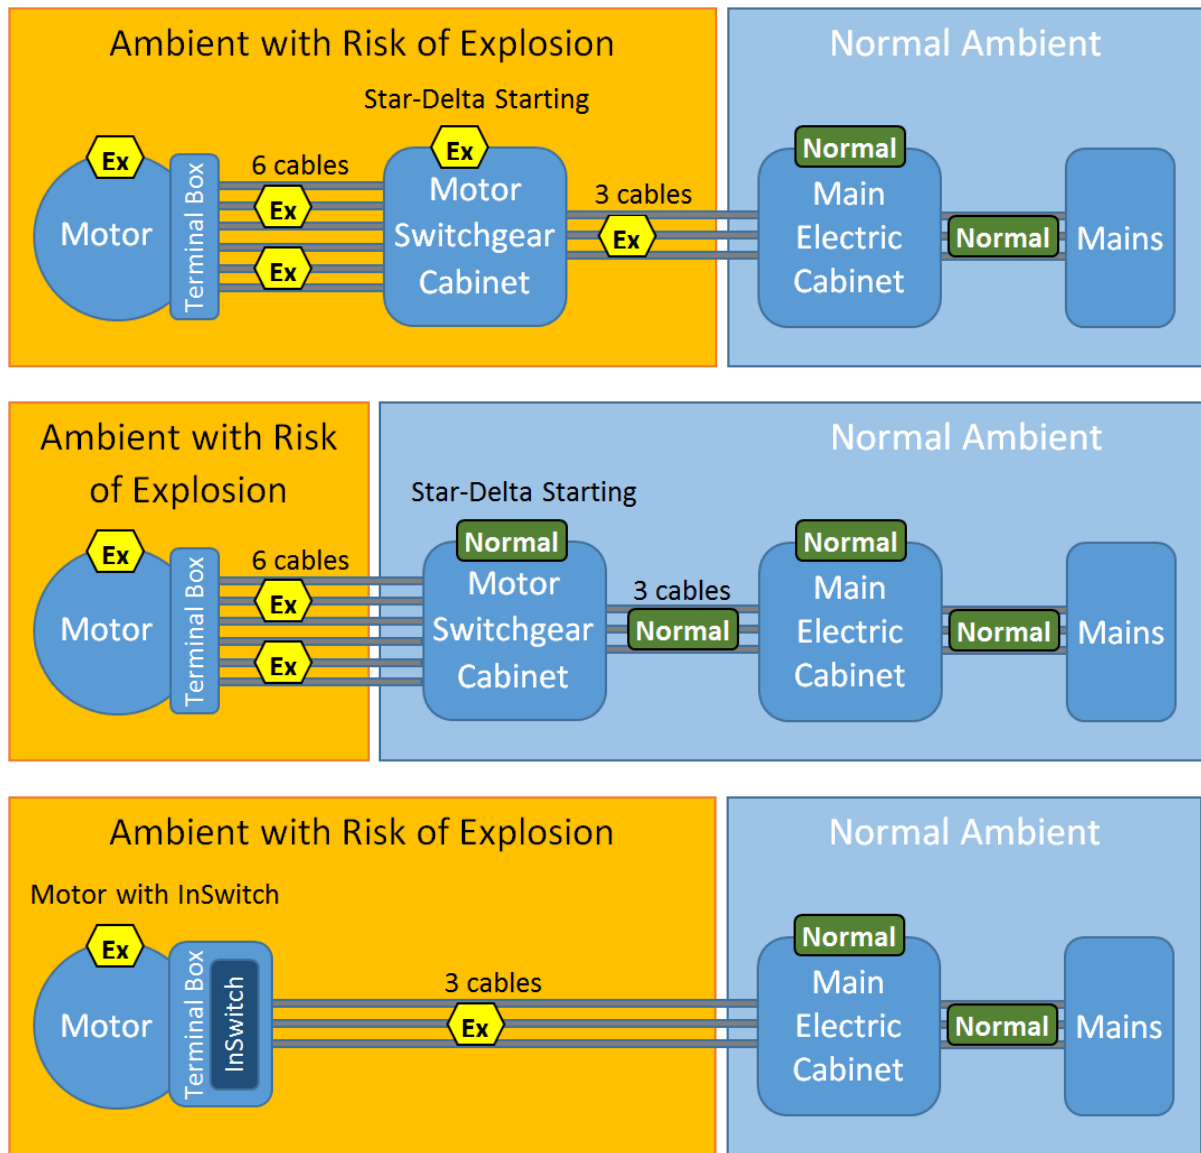 Ambient with Risk of Explosion
Normal Ambient
Star-Delta Starting
Ex
6 cables
Ex
Ex
Ex
3 cables
Ex
Normal
Normal
Motor
Terminal Box
Motor
Switchgear
Cabinet
Main
Electric
Cabinet
Mains
Ambient with Risk
of Explosion
Normal Ambient
Star-Delta Starting
Ex
6 cables
Ex
Ex
Normal
3 cables
Normal
Normal
Normal
Motor
Terminal Box
Motor
Switchgear
Cabinet
Main
Electric
Cabinet
Mains
Ambient with Risk of Explosion
Normal Ambient
Motor with InSwitch
Ex
3 cables
Ex
Normal
Normal
Motor
Terminal Box
InSwitch
Main
Electric
Cabinet
Mains